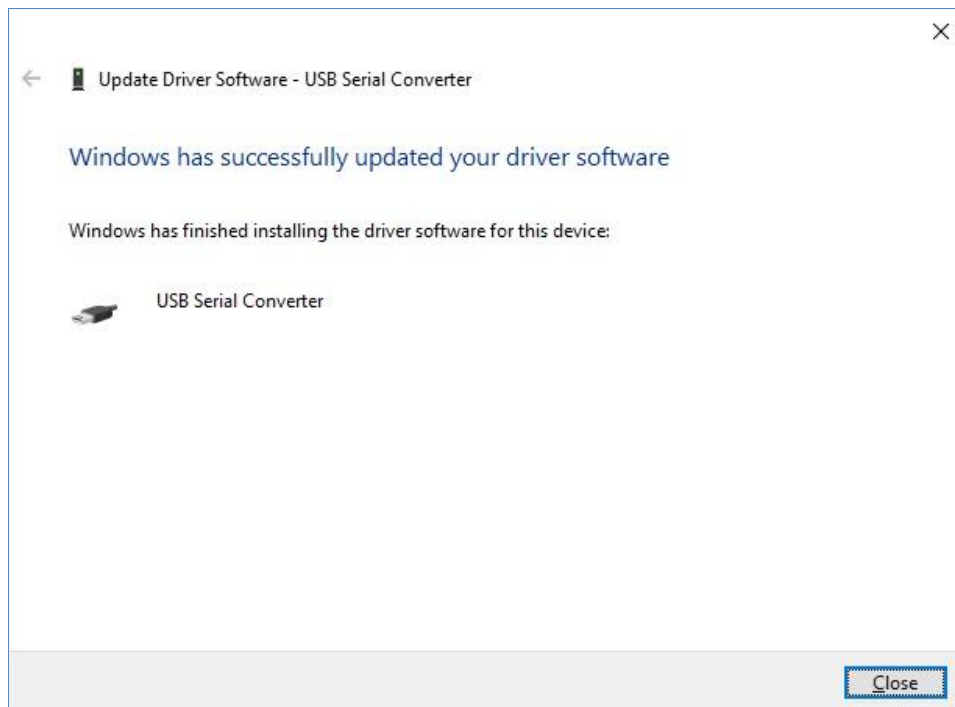 Update Driver Software - USB Serial Converter
Windows has successfully updated your driver software
Windows has finished installing the driver software for this device:
USB Serial Converter
Close